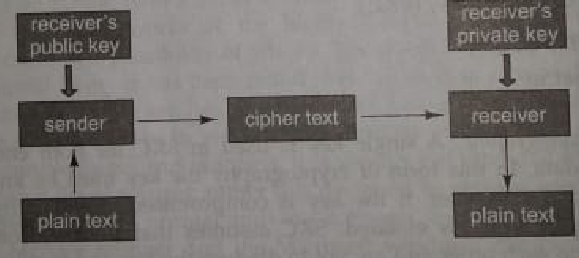 receiver's
public key
receiver's
private key
sender
cipher text
receiver
plain text
plain text